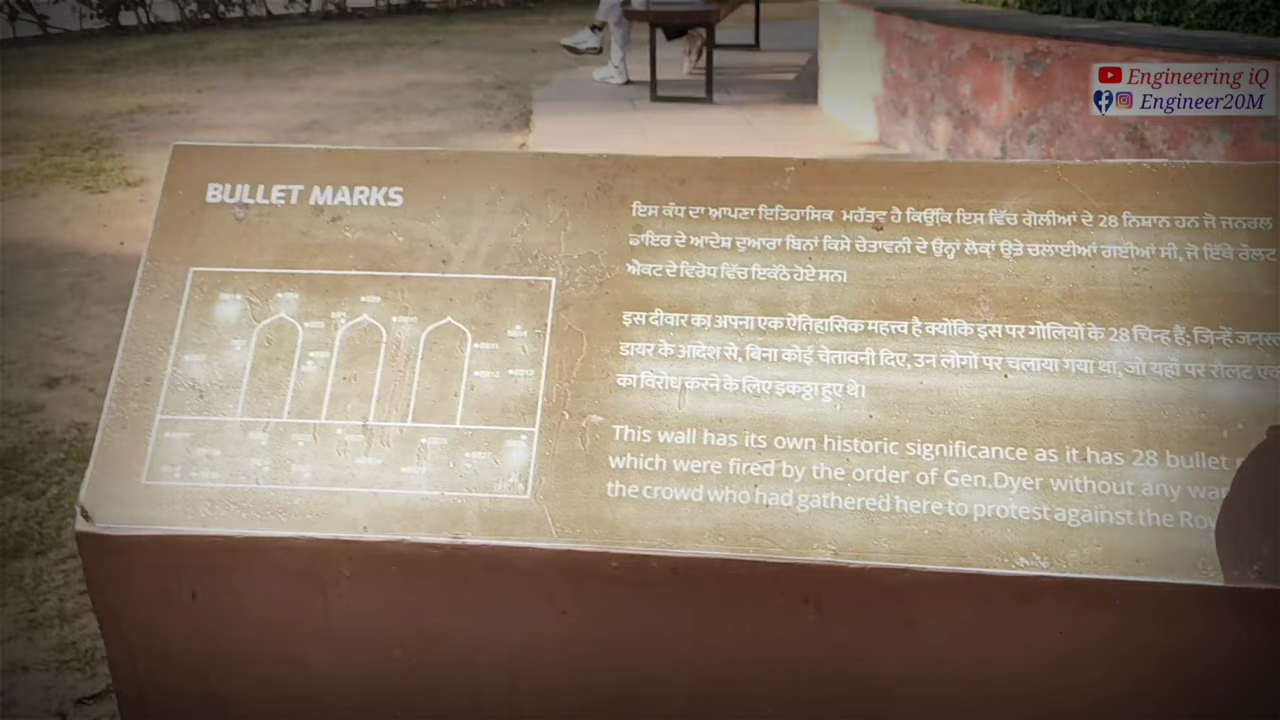 Engineering iQ
Engineer20M
BULLET MARKS
ਇਸ ਕੰਧ ਦਾ ਆਪਣਾ ਇਤਿਹਾਸਿਕ ਮਹੱਤਵ ਹੈ ਕਿਉਂਕਿ ਇਸ ਵਿੱਚ ਗੋਲੀਆਂ ਦੇ 28 ਨਿਸ਼ਾਨ ਹਨ ਜੋ ਜਨਰਲ
ਡਾਇਰ ਦੇ ਆਦੇਸ਼ ਦੁਆਰਾ ਬਿਨਾਂ ਕਿਸੇ ਚੇਤਾਵਨੀ ਦੇ ਉਨ੍ਹਾਂ ਲੋਕਾਂ ਉਤੇ ਚਲਾਈਆਂ ਗਈਆਂ ਸੀ, ਜੋ ਇੱਥੇ ਰੋਲਟ
ਐਕਟ ਦੇ ਵਿਰੋਧ ਵਿੱਚ ਇਕੱਠੇ ਹੋਏ ਸਨ।
इस दीवार का अपना एक ऐतिहासिक महत्त्व है क्योंकि इस पर गोलियों के 28 चिन्ह हैं; जिन्हें जनरल
डायर के आदेश से, बिना कोई चेतावनी दिए, उन लोगों पर चलाया गया था, जो यहाँ पर रौलट
का विरोध करने के लिए इकठ्ठा हुए थे।
This wall has its own historic significance as it has 28 bullet
which were fired by the order of Gen.Dyer without any
the crowd who had gathered here to protest against the